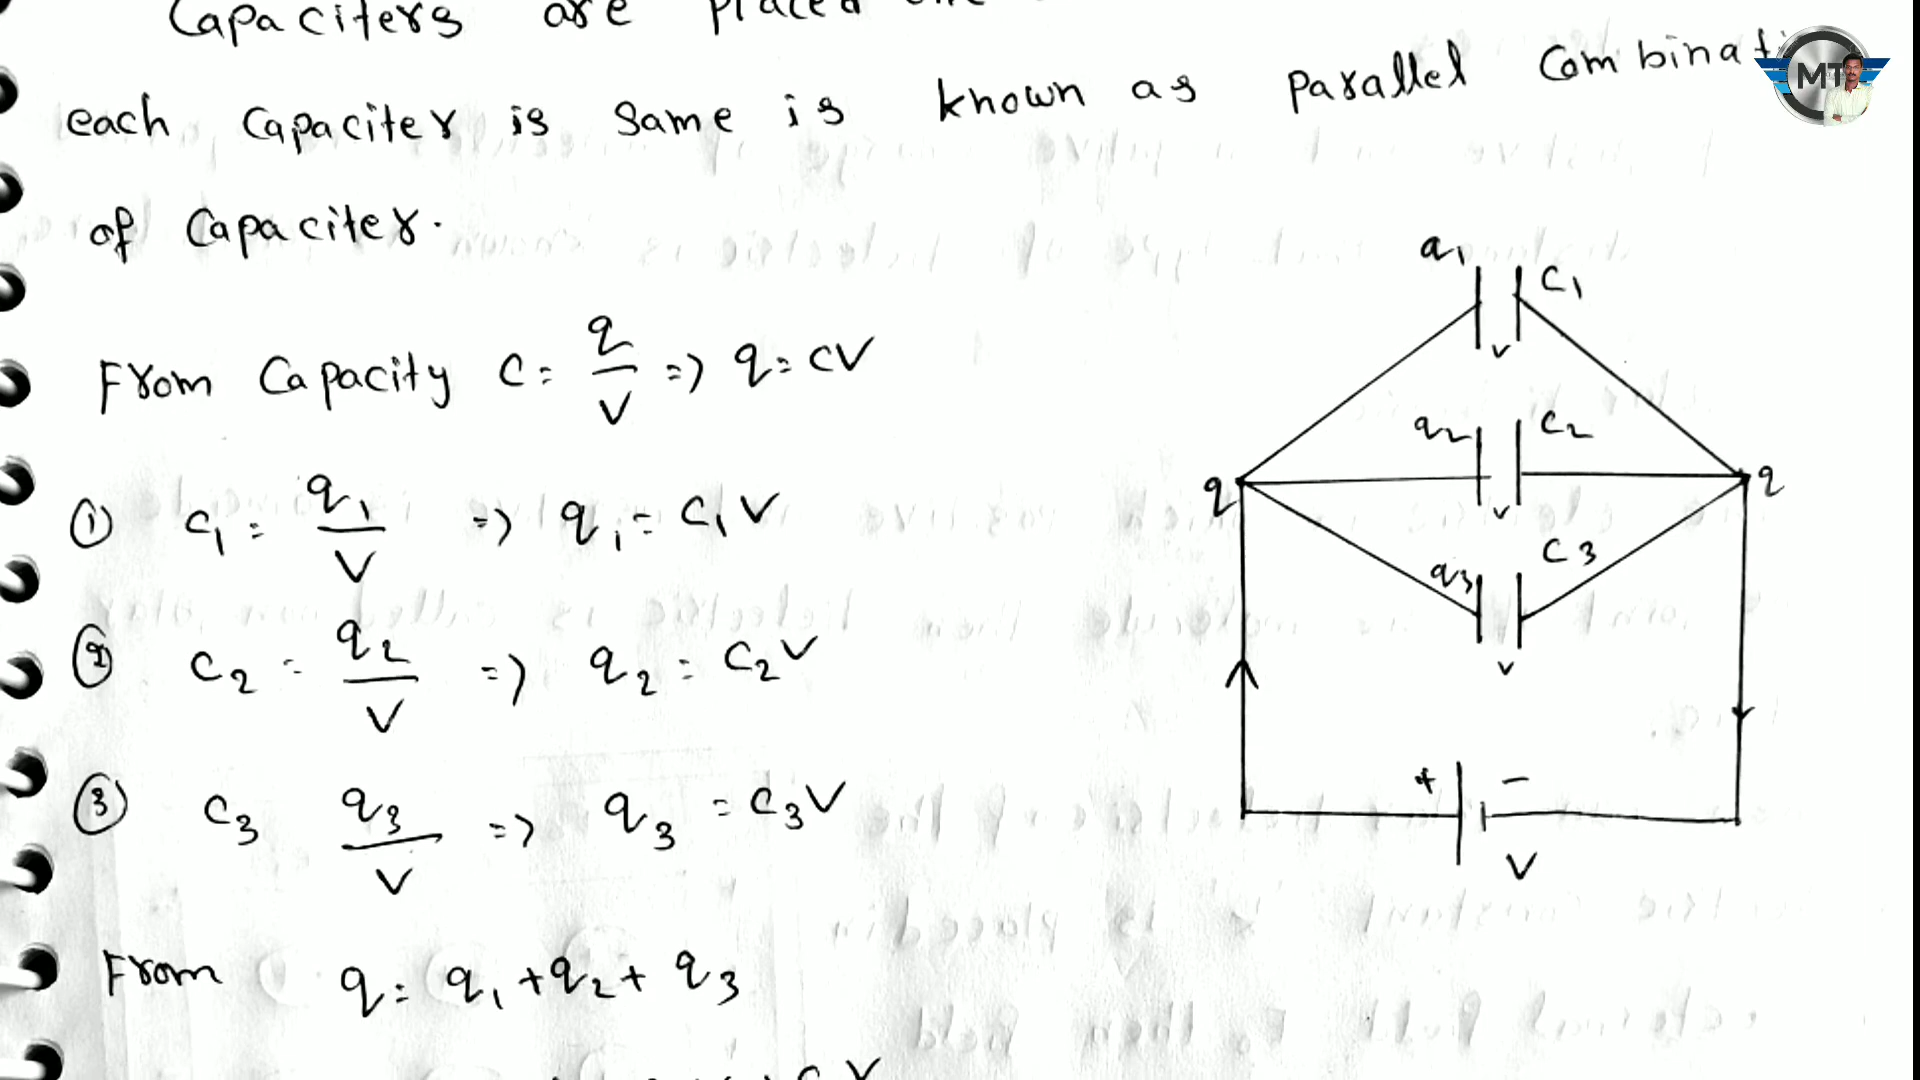 Capaciters are placed
each Capaciter is same is known as parallel Combinati
of Capaciter.
From Capacity C = q/V => q = CV
① C₁ = q₁/V => q₁ = C₁V
② C₂ = q₂/V => q₂ = C₂V
③ C₃ q₃/V => q₃ = C₃V
From q = q₁ + q₂ + q₃
q₁ C₁
V
q₂ C₂
q q
V
q₃ C₃
V
+ −
V
MT